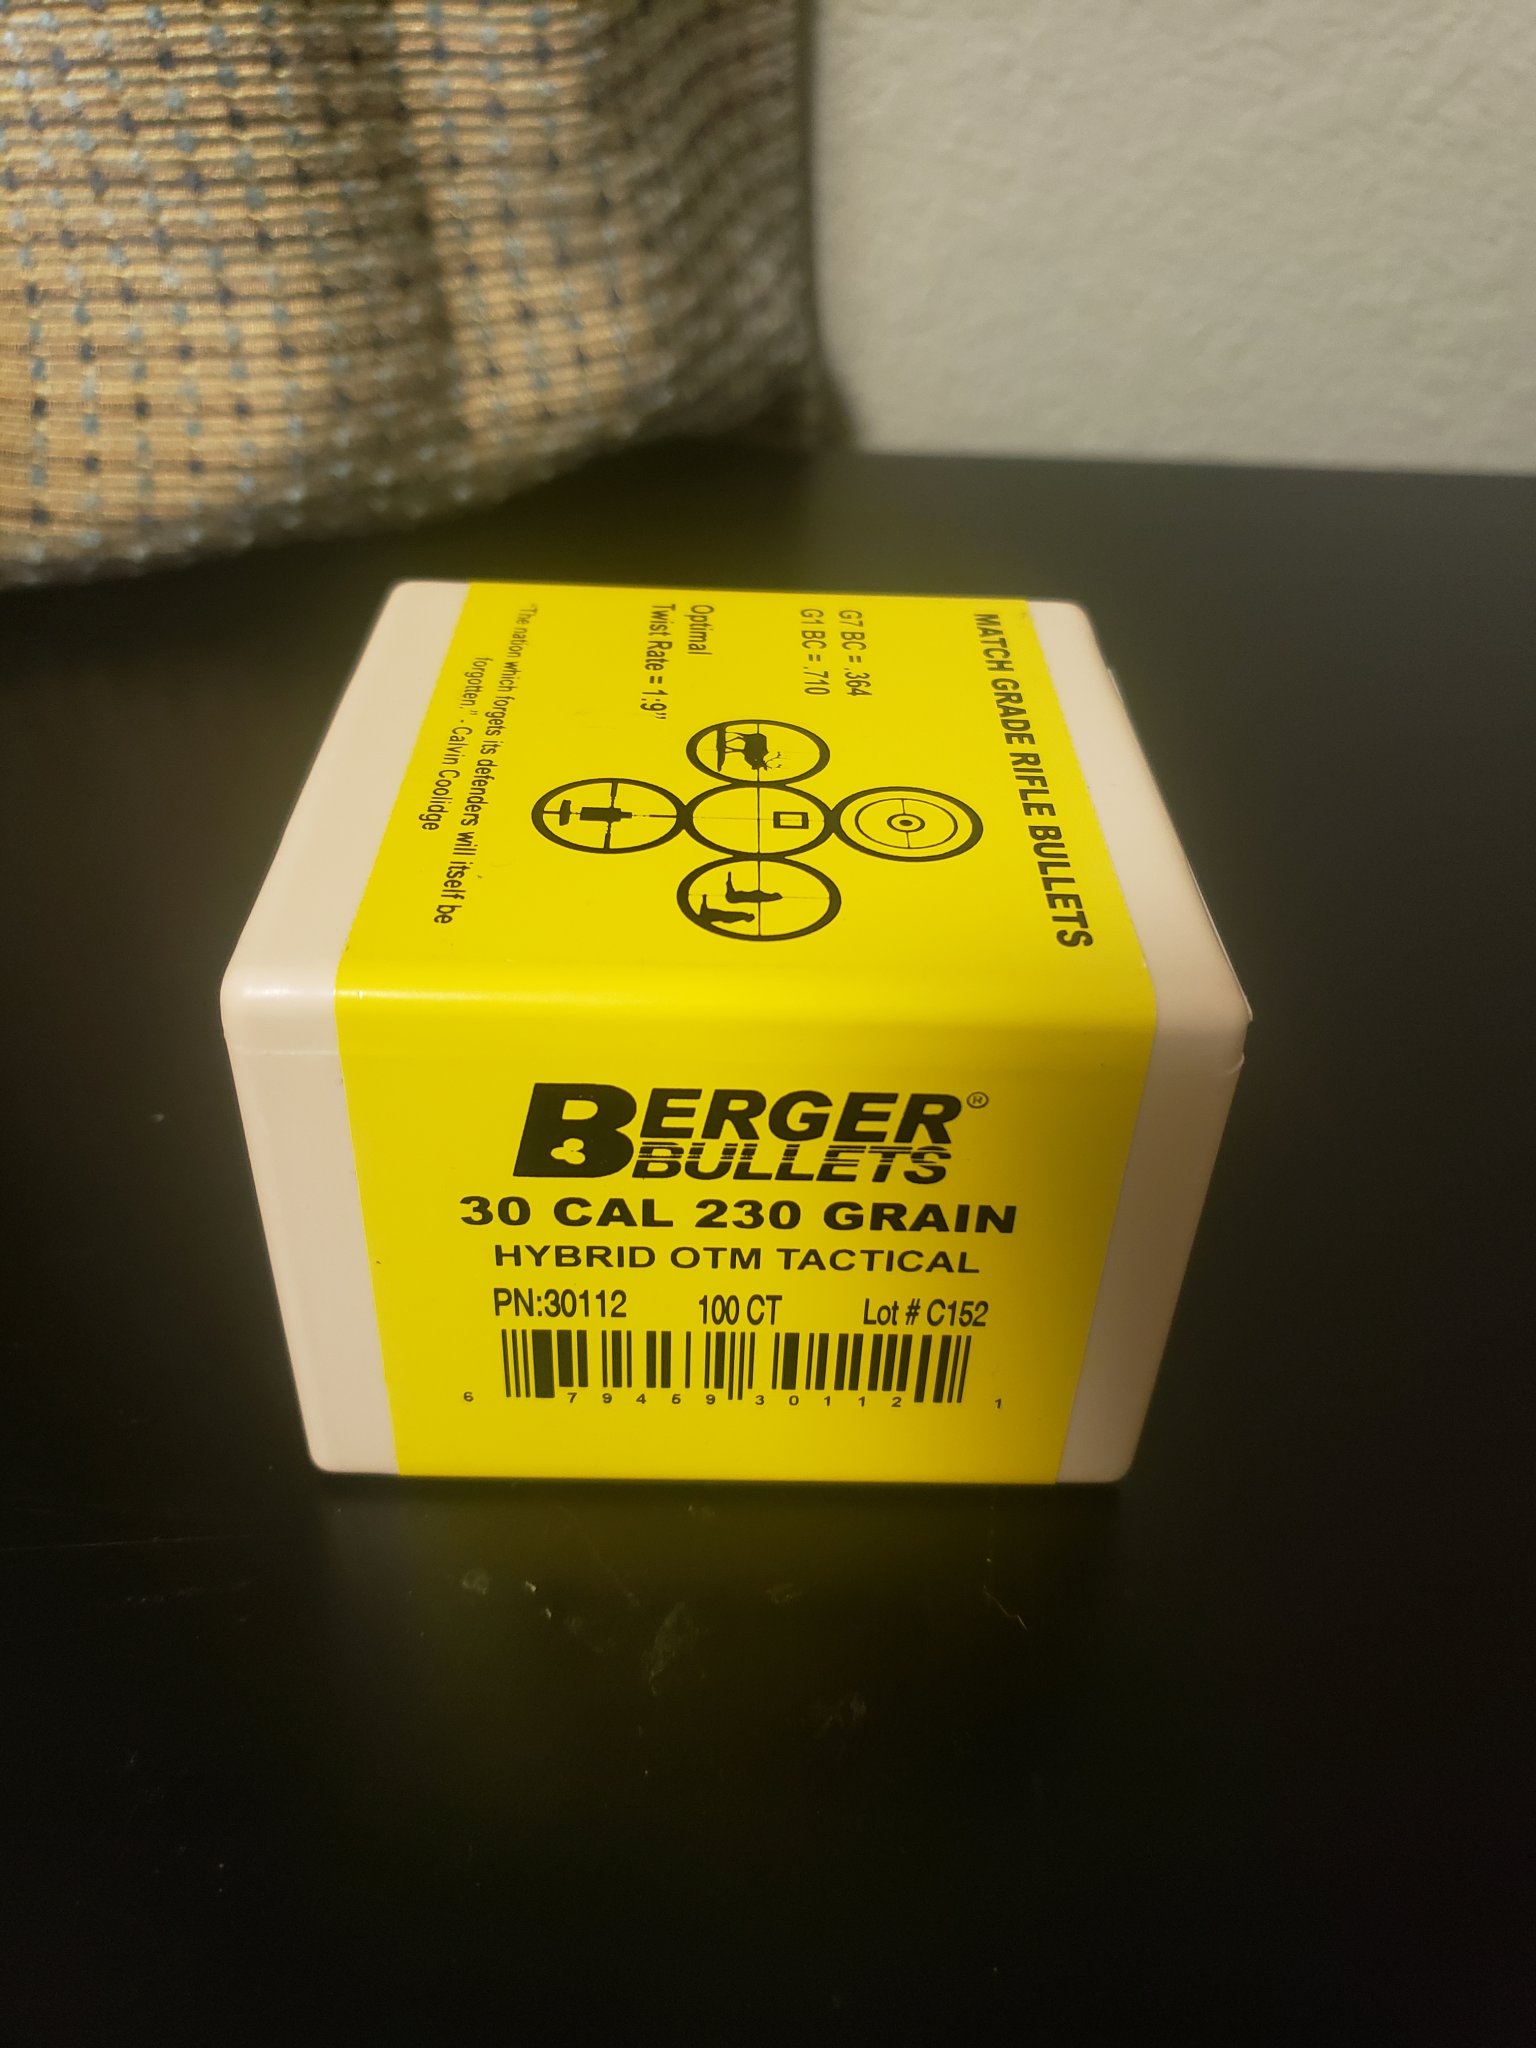 MATCH GRADE RIFLE BULLETS
G7 BC = .364
G1 BC = .710
Optimal
Twist Rate = 1:9"
"The nation which forgets its defenders will itself be
forgotten." - Calvin Coolidge
BERGER®
BULLETS
30 CAL 230 GRAIN
HYBRID OTM TACTICAL
PN:30112 100 CT Lot # C152
6 79459 30112 1